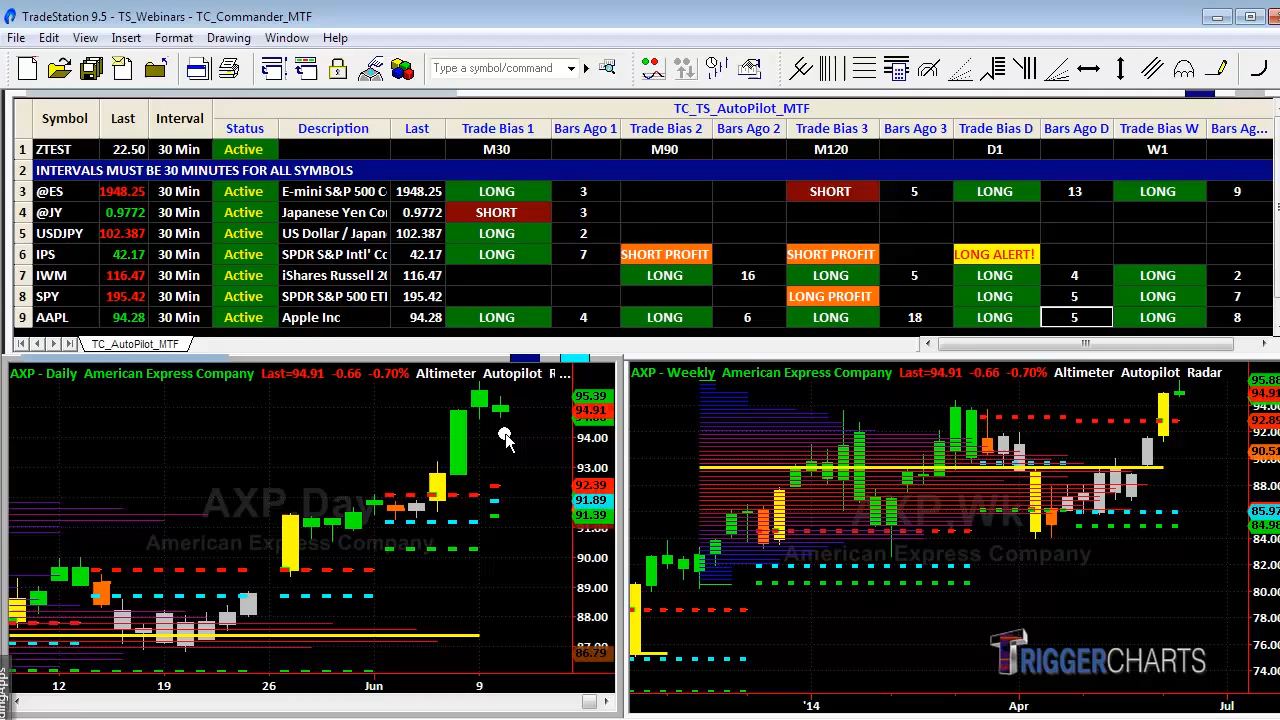 TradeStation 9.5 - TS_Webinars - TC_Commander_MTF
File Edit View Insert Format Drawing Window Help
Type a symbol/command
TC_TS_AutoPilot_MTF
Symbol Last Interval Status Description Last Trade Bias 1 Bars Ago 1 Trade Bias 2 Bars Ago 2 Trade Bias 3 Bars Ago 3 Trade Bias D Bars Ago D Trade Bias W Bars Ag...
1 ZTEST 22.50 30 Min Active M30 M90 M120 D1 W1
2 INTERVALS MUST BE 30 MINUTES FOR ALL SYMBOLS
3 @ES 1948.25 30 Min Active E-mini S&P 500 C 1948.25 LONG 3 SHORT 5 LONG 13 LONG 9
4 @JY 0.9772 30 Min Active Japanese Yen Cor 0.9772 SHORT 3
5 USDJPY 102.387 30 Min Active US Dollar / Japan 102.387 LONG 2
6 IPS 42.17 30 Min Active SPDR S&P Intl' Co 42.17 LONG 7 SHORT PROFIT SHORT PROFIT LONG ALERT!
7 IWM 116.47 30 Min Active iShares Russell 20 116.47 LONG 16 LONG 5 LONG 4 LONG 2
8 SPY 195.42 30 Min Active SPDR S&P 500 ETI 195.42 LONG PROFIT LONG 5 LONG 7
9 AAPL 94.28 30 Min Active Apple Inc 94.28 LONG 4 LONG 6 LONG 18 LONG 5 LONG 8
TC_AutoPilot_MTF
AXP - Daily American Express Company Last=94.91 -0.66 -0.70% Altimeter Autopilot R ...
95.39
94.91
94.00
93.00
92.39
91.89
91.39
91.00
90.00
89.00
88.00
87.00
86.79
AXP.Day
American Express Company
12 19 26 Jun 9
AXP - Weekly American Express Company Last=94.91 -0.66 -0.70% Altimeter Autopilot Radar
95.88
94.91
94.00
92.89
92.00
90.51
90.00
88.00
85.97
84.98
84.00
82.00
80.00
78.00
76.00
74.00
AXP.Wk
American Express Company
TRIGGERCHARTS
'14 Apr Jul